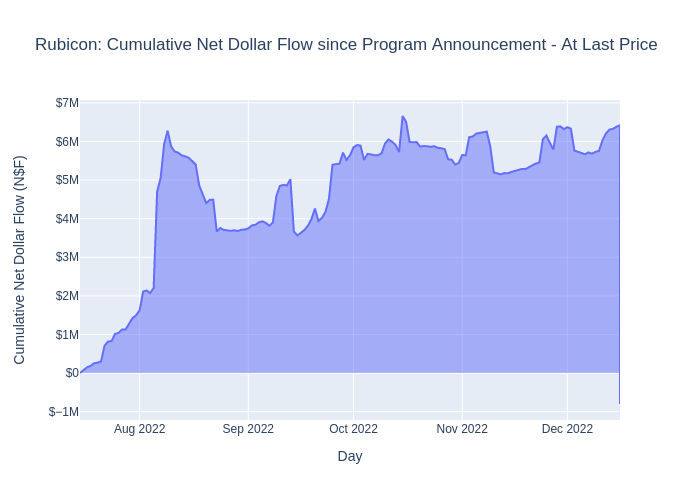 Rubicon: Cumulative Net Dollar Flow since Program Announcement - At Last Price
$7M
$6M
$5M
$4M
$3M
$2M
$1M
$0
$−1M
Cumulative Net Dollar Flow (N$F)
Aug 2022
Sep 2022
Oct 2022
Nov 2022
Dec 2022
Day